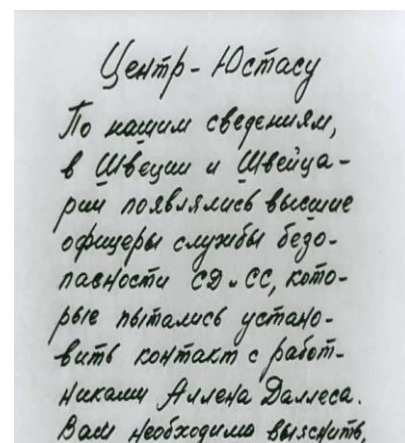 Центр - Юстасу
По нашим сведениям,
в Швеции и Швейца-
рии появлялись высшие
офицеры службы безо-
пасности СД и СС, кото-
рые пытались устано-
вить контакт с работ-
никами Аллена Даллеса.
Вам необходимо выяснить,